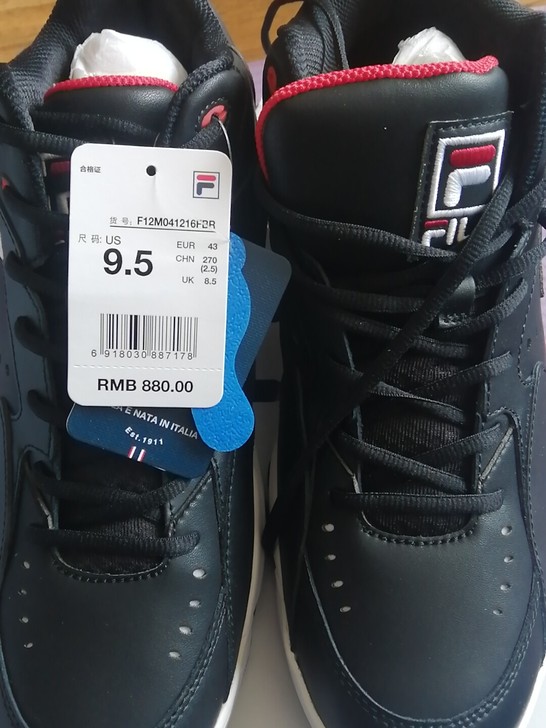 合格证
货 号: F12M041216FBR
尺 码: US
9.5
EUR 43
CHN 270
(2.5)
UK 8.5
6 918030 887178
RMB 880.00
E NATA IN ITALIA
Est.1911
FIL